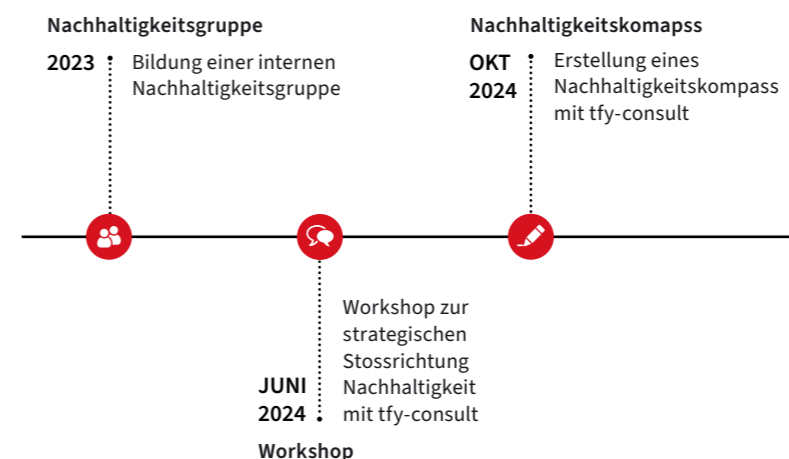 Nachhaltigkeitsgruppe
2023
Bildung einer internen
Nachhaltigkeitsgruppe
Nachhaltigkeitskomapss
OKT
2024
Erstellung eines
Nachhaltigkeitskompass
mit tfy-consult
Workshop zur
strategischen
Stossrichtung
Nachhaltigkeit
mit tfy-consult
JUNI
2024
Workshop